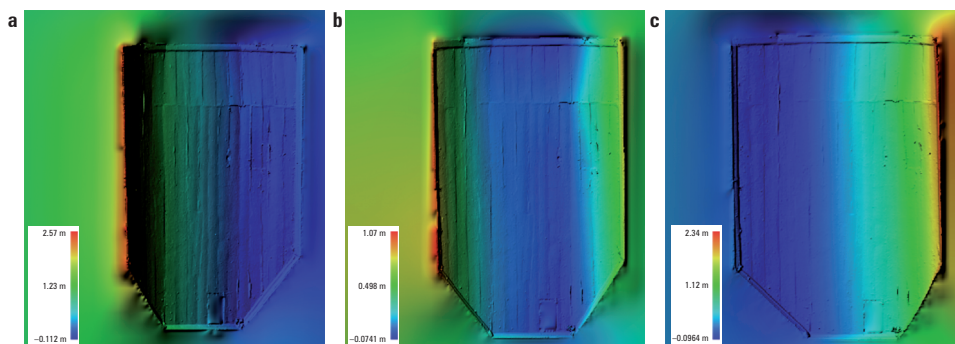 a
2.57 m
1.23 m
–0.112 m
b
1.07 m
0.498 m
–0.0741 m
c
2.34 m
1.12 m
–0.0964 m